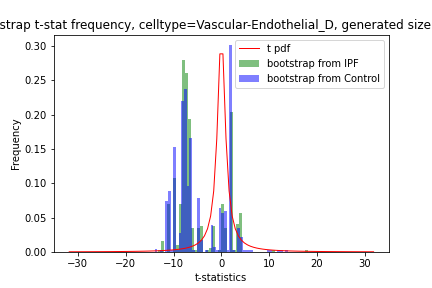 strap t-stat frequency, celltype=Vascular-Endothelial_D, generated size
t pdf
bootstrap from IPF
bootstrap from Control
Frequency
0.30
0.25
0.20
0.15
0.10
0.05
0.00
−30 −20 −10 0 10 20 30
t-statistics